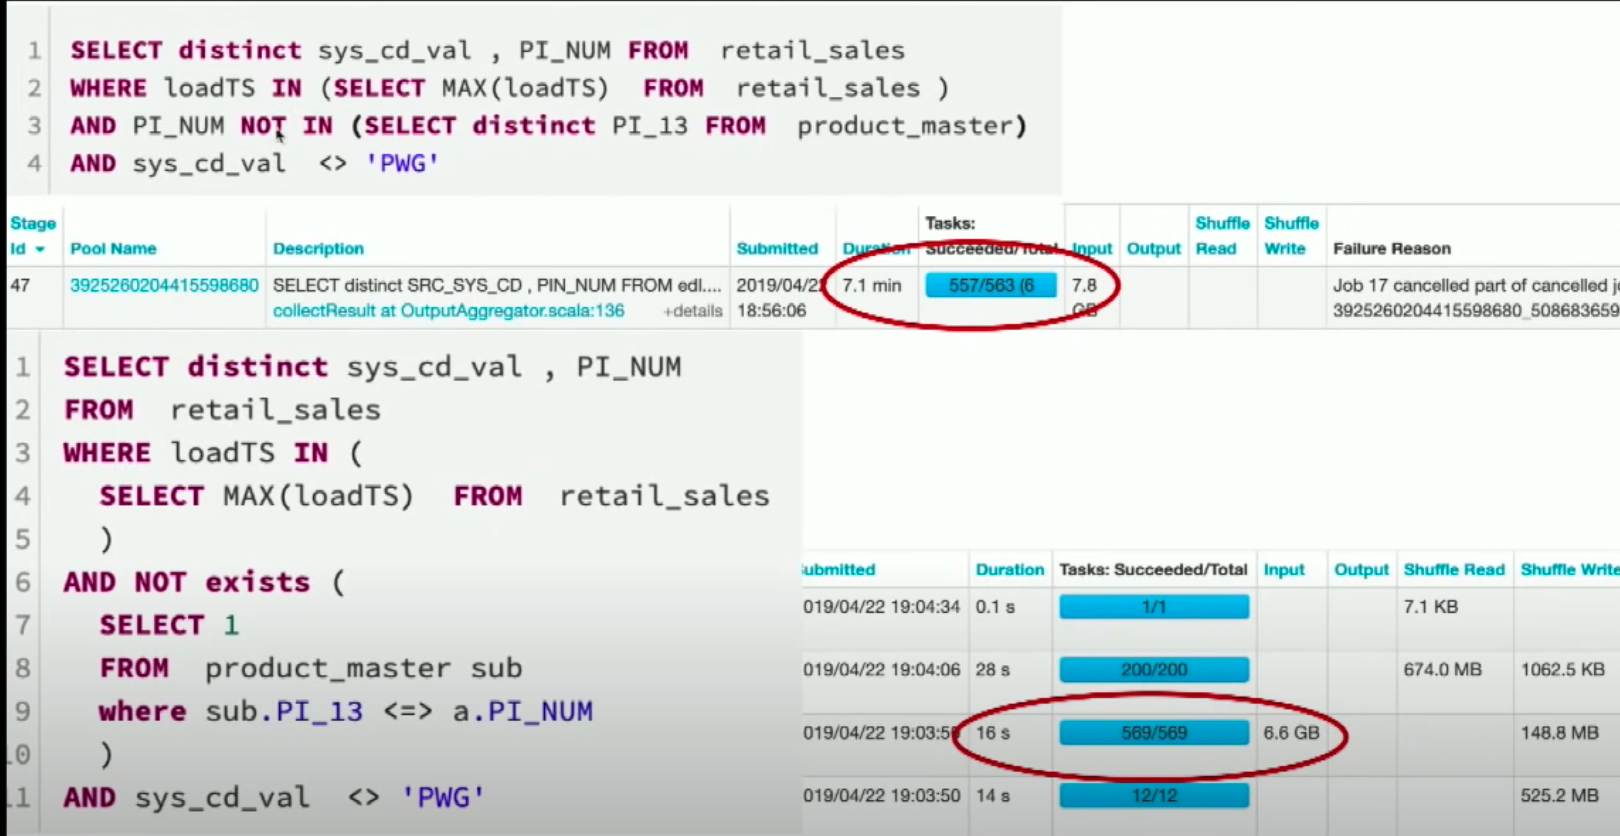 1 SELECT distinct sys_cd_val , PI_NUM FROM retail_sales
2 WHERE loadTS IN (SELECT MAX(loadTS) FROM retail_sales )
3 AND PI_NUM NOT IN (SELECT distinct PI_13 FROM product_master)
4 AND sys_cd_val <> 'PWG'
Stage Id Pool Name Description Submitted Duration Tasks: Succeeded/Total Input Output Shuffle Read Shuffle Write Failure Reason
47 3925260204415598680 SELECT distinct SRC_SYS_CD , PIN_NUM FROM edl.... 2019/04/22 7.1 min 557/563 (6 7.8 Job 17 cancelled part of cancelled j
collectResult at OutputAggregator.scala:136 +details 18:56:06 GB 3925260204415598680_508683659
1 SELECT distinct sys_cd_val , PI_NUM
2 FROM retail_sales
3 WHERE loadTS IN (
4 SELECT MAX(loadTS) FROM retail_sales
5 )
6 AND NOT exists (
7 SELECT 1
8 FROM product_master sub
9 where sub.PI_13 <=> a.PI_NUM
10 )
11 AND sys_cd_val <> 'PWG'
ubmitted Duration Tasks: Succeeded/Total Input Output Shuffle Read Shuffle Write
019/04/22 19:04:34 0.1 s 1/1 7.1 KB
019/04/22 19:04:06 28 s 200/200 674.0 MB 1062.5 KB
019/04/22 19:03:50 16 s 569/569 6.6 GB 148.8 MB
019/04/22 19:03:50 14 s 12/12 525.2 MB